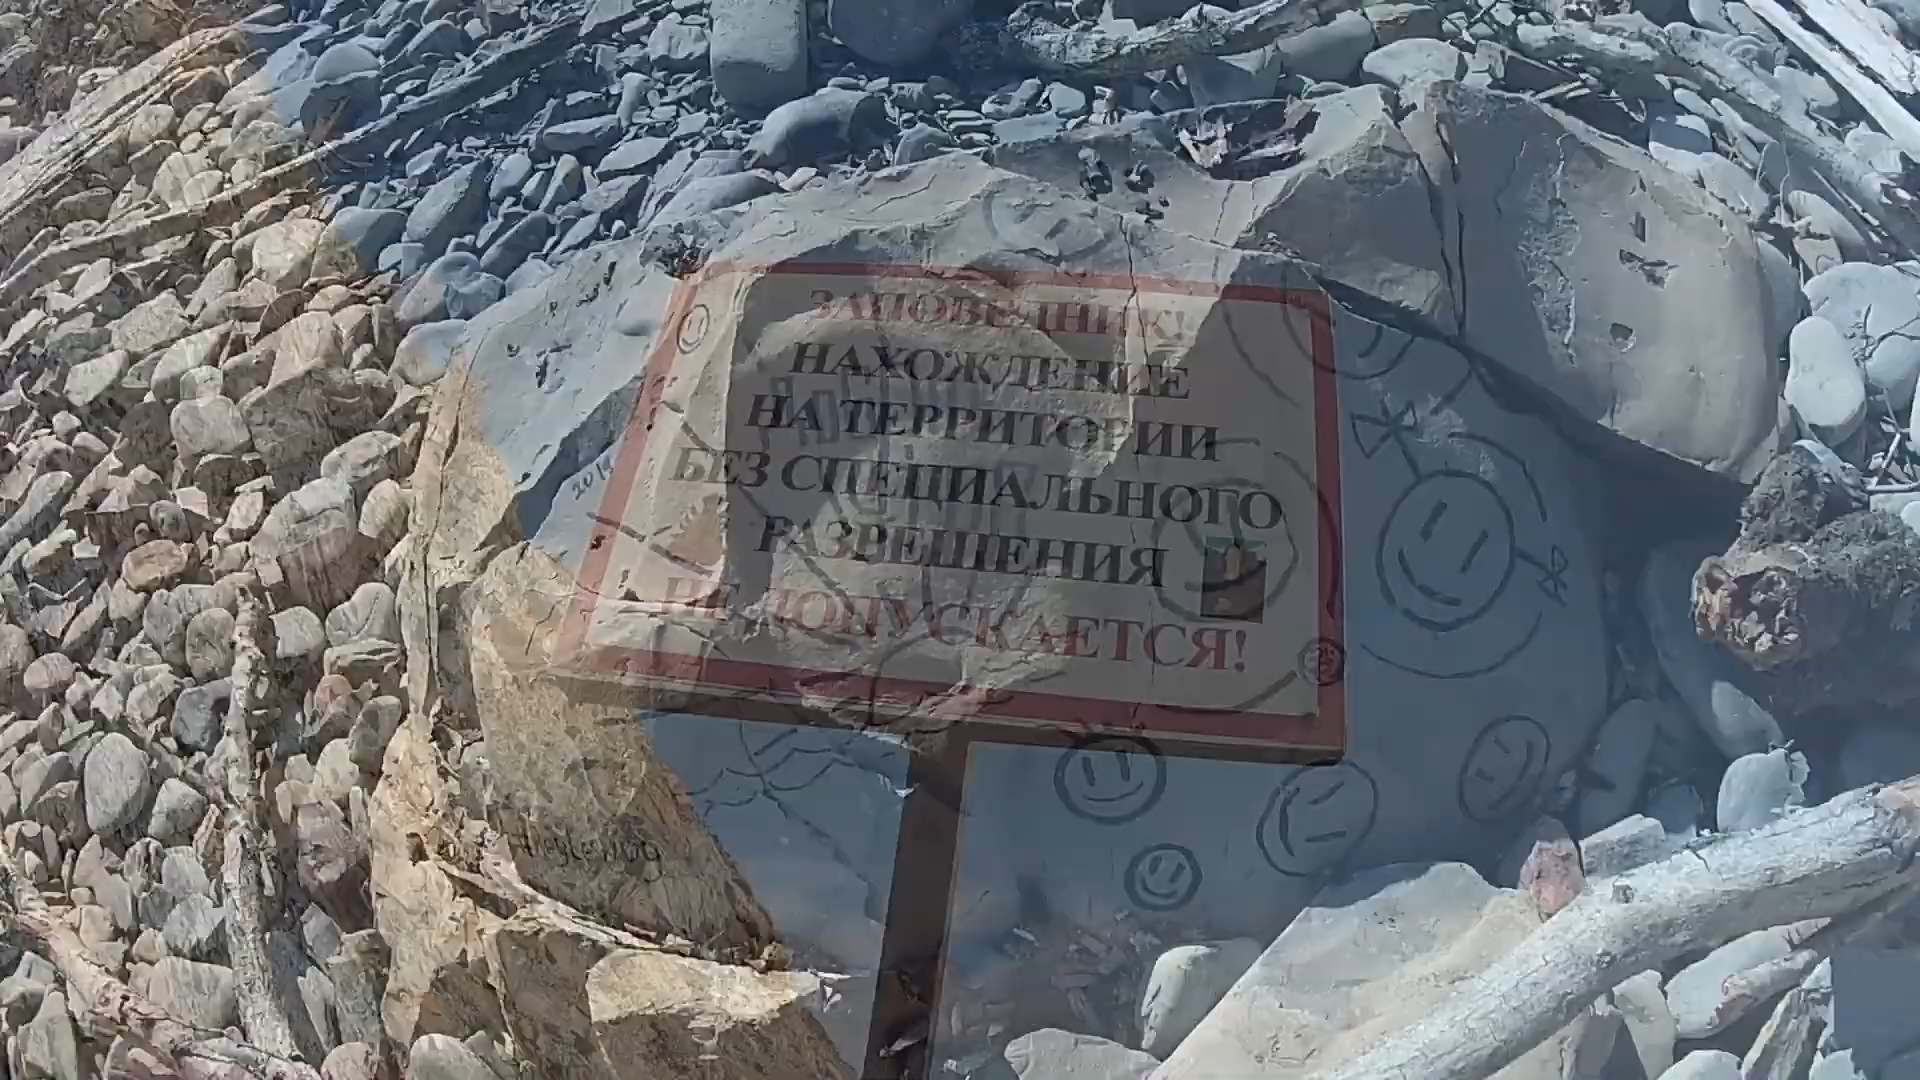 ЗАПОВЕДНИК!
НАХОЖДЕНИЕ
НА ТЕРРИТОРИИ
БЕЗ СПЕЦИАЛЬНОГО
РАЗРЕШЕНИЯ
НЕ ДОПУСКАЕТСЯ!